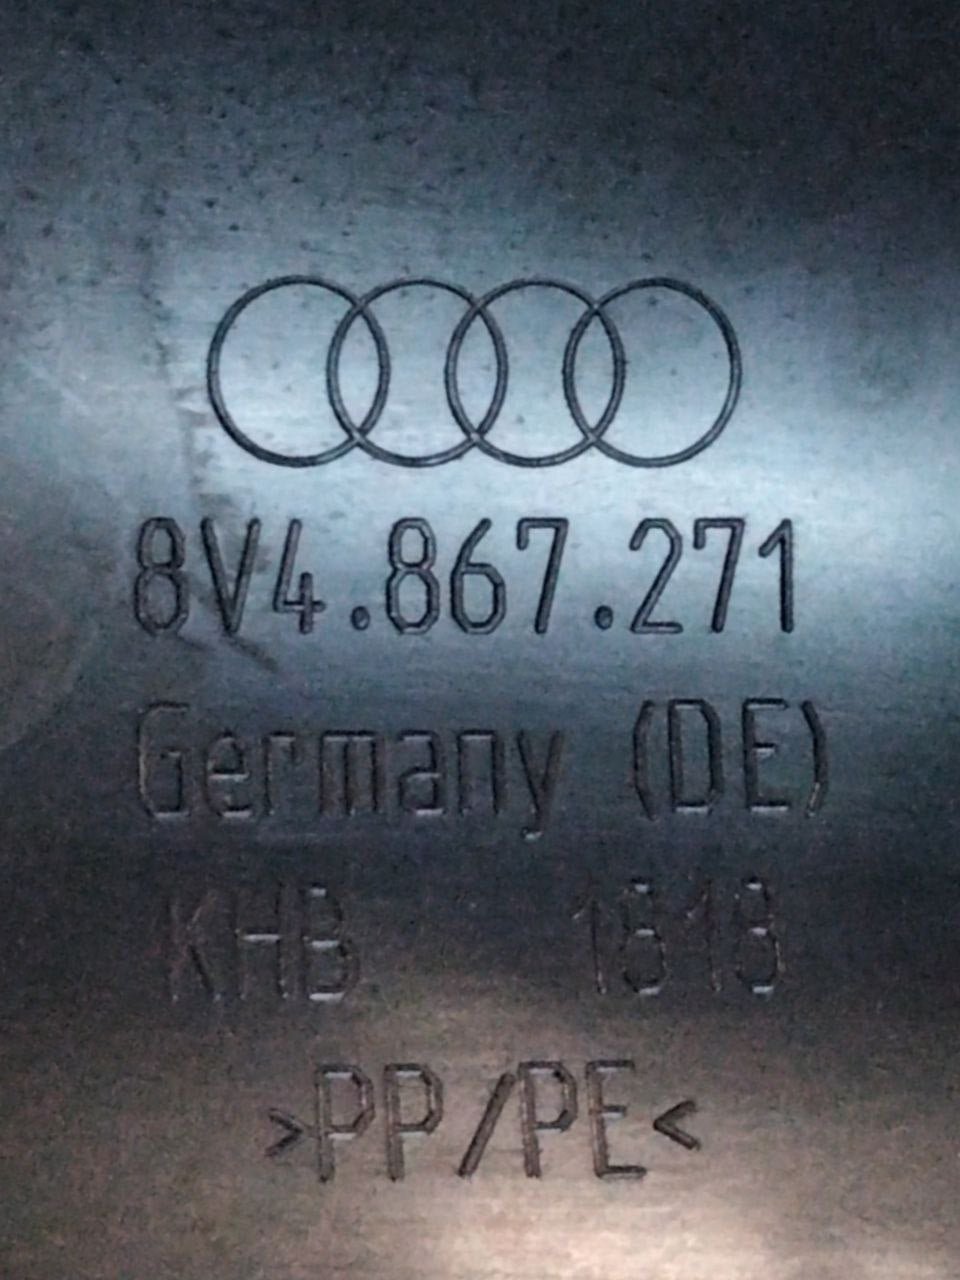 8V4.867.271
Germany (DE)
KHB 1818
>PP/PE<